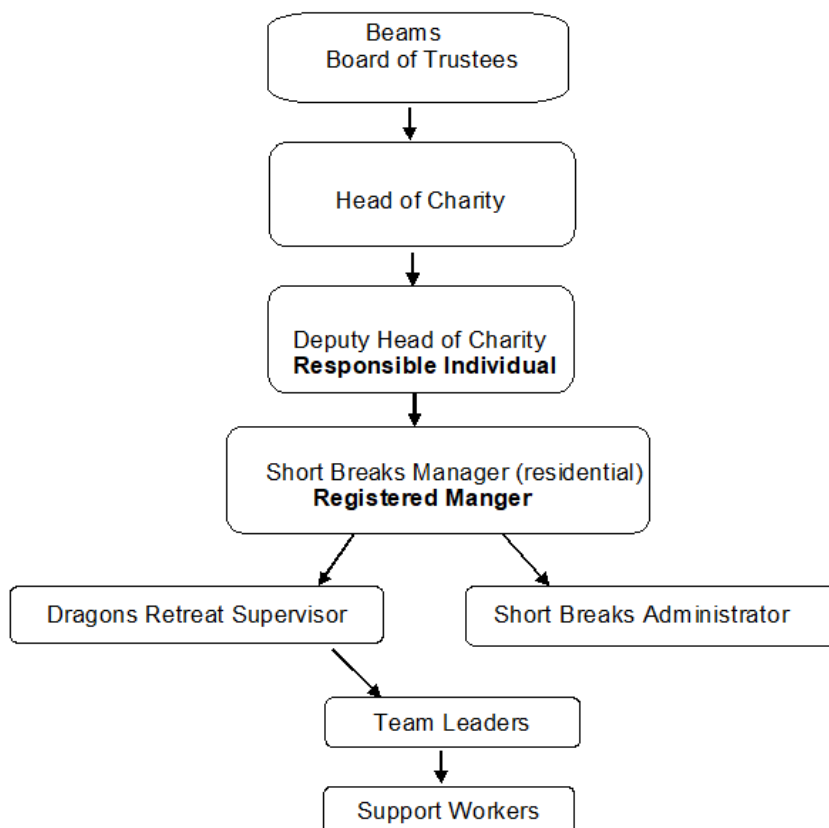 Beams
Board of Trustees
Head of Charity
Deputy Head of Charity
Responsible Individual
Short Breaks Manager (residential)
Registered Manger
Dragons Retreat Supervisor
Short Breaks Administrator
Team Leaders
Support Workers